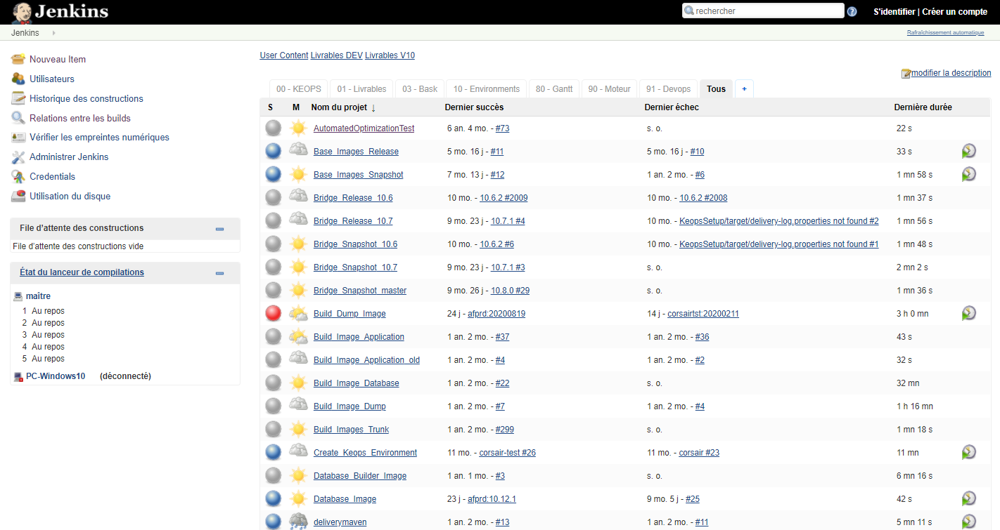 Jenkins
rechercher
S'identifier | Créer un compte
Jenkins
Rafraîchissement automatique
Nouveau Item
Utilisateurs
Historique des constructions
Relations entre les builds
Vérifier les empreintes numériques
Administrer Jenkins
Credentials
Utilisation du disque
File d'attente des constructions
File d'attente des constructions vide
État du lanceur de compilations
maître
1 Au repos
2 Au repos
3 Au repos
4 Au repos
5 Au repos
PC-Windows10 (déconnecté)
User Content Livrables DEV Livrables V10
modifier la description
00 - KEOPS 01 - Livrables 03 - Bask 10 - Environments 80 - Gantt 90 - Moteur 91 - Devops Tous +
S M Nom du projet ↓ Dernier succès Dernier échec Dernière durée
AutomatedOptimizationTest 6 an. 4 mo. - #73 s. o. 22 s
Base_Images_Release 5 mo. 16 j - #11 5 mo. 16 j - #10 33 s
Base_Images_Snapshot 7 mo. 13 j - #12 1 an. 2 mo. - #6 1 mn 58 s
Bridge_Release_10.6 10 mo. - 10.6.2 #2009 10 mo. - 10.6.2 #2008 1 mn 37 s
Bridge_Release_10.7 9 mo. 23 j - 10.7.1 #4 10 mo. - KeopsSetup/target/delivery-log.properties not found #2 1 mn 56 s
Bridge_Snapshot_10.6 10 mo. - 10.6.2 #6 10 mo. - KeopsSetup/target/delivery-log.properties not found #1 1 mn 48 s
Bridge_Snapshot_10.7 9 mo. 23 j - 10.7.1 #3 s. o. 2 mn 2 s
Bridge_Snapshot_master 9 mo. 26 j - 10.8.0 #29 s. o. 1 mn 36 s
Build_Dump_Image 24 j - afprd:20200819 14 j - corsairtst:20200211 3 h 0 mn
Build_Image_Application 1 an. 2 mo. - #37 1 an. 2 mo. - #36 43 s
Build_Image_Application_old 1 an. 2 mo. - #4 1 an. 2 mo. - #2 32 s
Build_Image_Database 1 an. 2 mo. - #22 s. o. 32 mn
Build_Image_Dump 1 an. 2 mo. - #7 1 an. 2 mo. - #4 1 h 16 mn
Build_Images_Trunk 1 an. 2 mo. - #299 s. o. 1 mn 18 s
Create_Keops_Environment 11 mo. - corsair-test #26 11 mo. - corsair #23 11 mn
Database_Builder_Image 1 an. 1 mo. - #3 s. o. 6 mn 16 s
Database_Image 23 j - afprd:10.12.1 9 mo. 5 j - #25 42 s
deliverymaven 1 an. 2 mo. - #13 1 an. 2 mo. - #11 5 mn 11 s